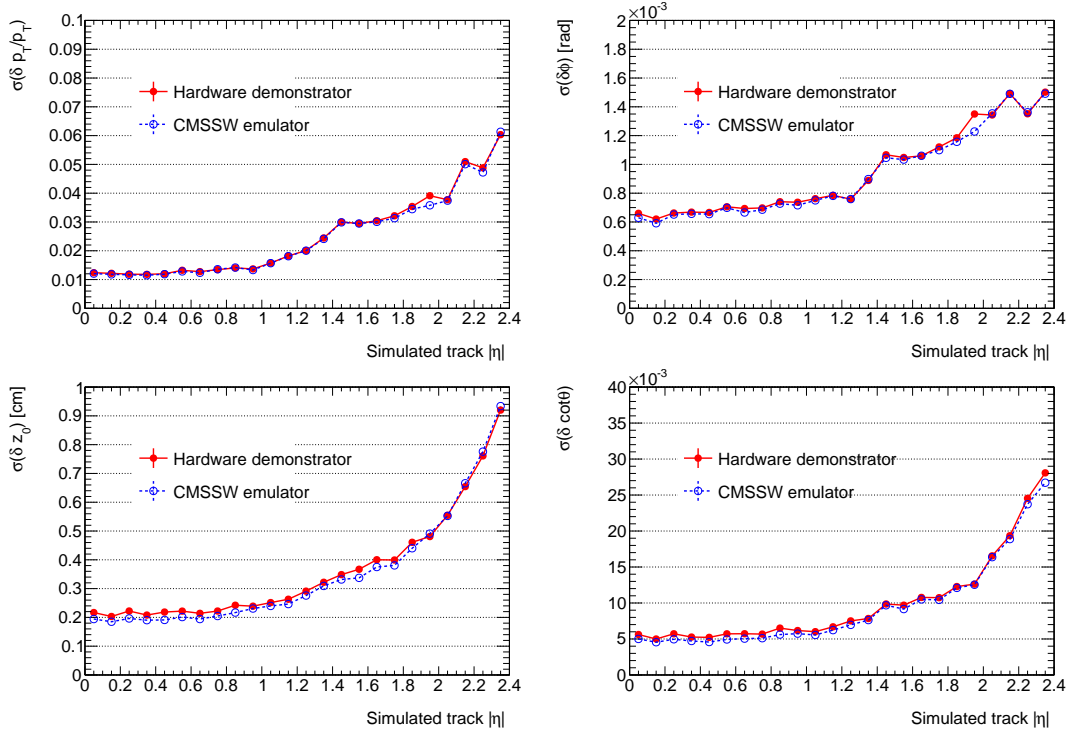 σ(δ p_T/p_T)
0.1
0.09
0.08
0.07
0.06
0.05
0.04
0.03
0.02
0.01
0
Hardware demonstrator
CMSSW emulator
0 0.2 0.4 0.6 0.8 1 1.2 1.4 1.6 1.8 2 2.2 2.4
Simulated track |η|
σ(δφ) [rad]
×10⁻³
2
1.8
1.6
1.4
1.2
1
0.8
0.6
0.4
0.2
0
Hardware demonstrator
CMSSW emulator
0 0.2 0.4 0.6 0.8 1 1.2 1.4 1.6 1.8 2 2.2 2.4
Simulated track |η|
σ(δ z₀) [cm]
1
0.9
0.8
0.7
0.6
0.5
0.4
0.3
0.2
0.1
0
Hardware demonstrator
CMSSW emulator
0 0.2 0.4 0.6 0.8 1 1.2 1.4 1.6 1.8 2 2.2 2.4
Simulated track |η|
σ(δ cotθ)
×10⁻³
40
35
30
25
20
15
10
5
0
Hardware demonstrator
CMSSW emulator
0 0.2 0.4 0.6 0.8 1 1.2 1.4 1.6 1.8 2 2.2 2.4
Simulated track |η|